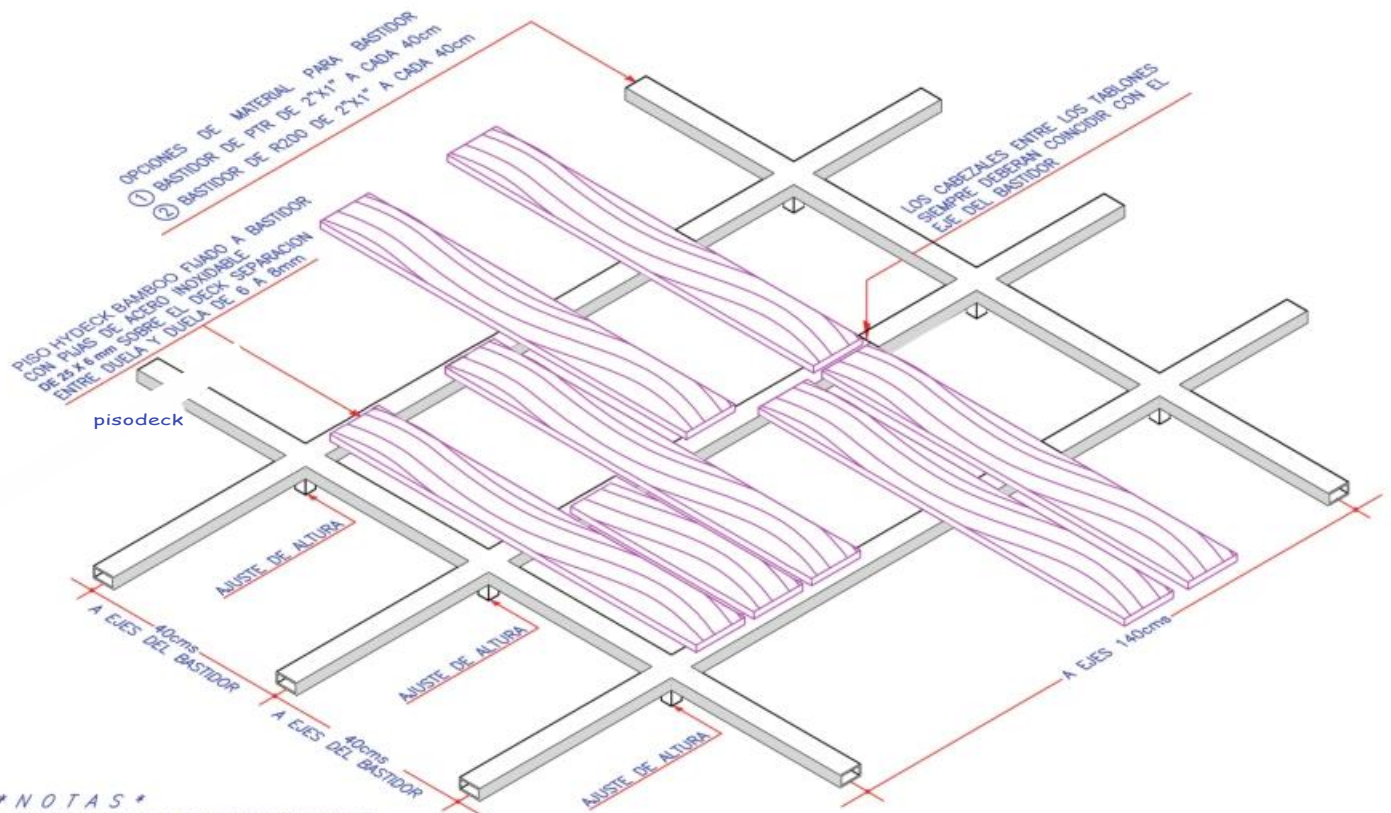 OPCIONES DE MATERIAL PARA BASTIDOR
① BASTIDOR DE PTR DE 2"X1" A CADA 40cm
② BASTIDOR DE R200 DE 2"X1" A CADA 40cm
LOS CABEZALES ENTRE LOS TABLONES
SIEMPRE DEBERAN COINCIDIR CON EL
EJE DEL BASTIDOR
PISO HYDECK BAMBOO FIJADO A BASTIDOR
CON PIJAS DE ACERO INOXIDABLE
DE 25 X 6 mm SOBRE EL DECK SEPARACION
ENTRE DUELA Y DUELA DE 6 A 8mm
pisodeck
AJUSTE DE ALTURA
AJUSTE DE ALTURA
AJUSTE DE ALTURA
40cms
A EJES DEL BASTIDOR
40cms
A EJES DEL BASTIDOR
A EJES 140cms
*NOTAS*